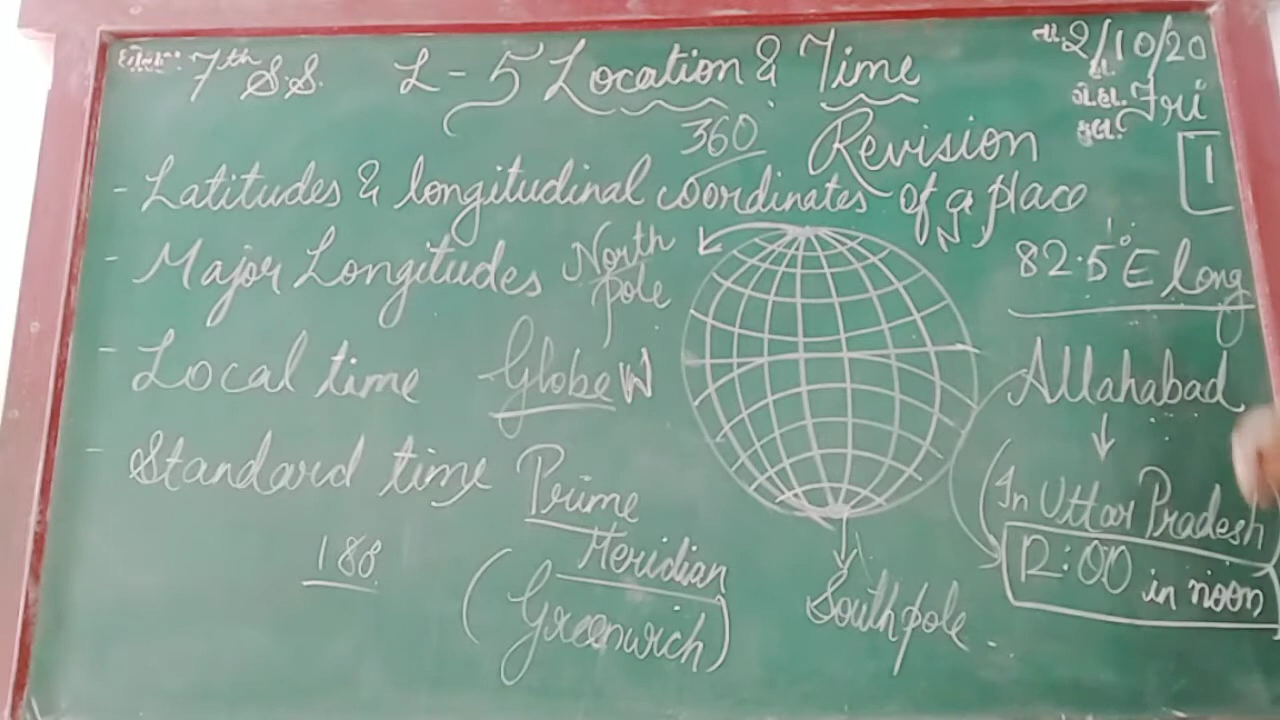 7th S.S. L-5 Location & Time
2/10/20
Fri
1
360 Revision
- Latitudes & longitudinal coordinates of a place
- Major Longitudes
North
pole
N
82.5° E long
- Local time
Globe W
Allahabad
- Standard time
Prime
Meridian
(Greenwich)
(In Uttar Pradesh
12:00 in noon
180
South pole